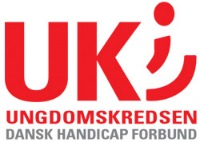 UK
UNGDOMSKREDSEN
DANSK HANDICAP FORBUND